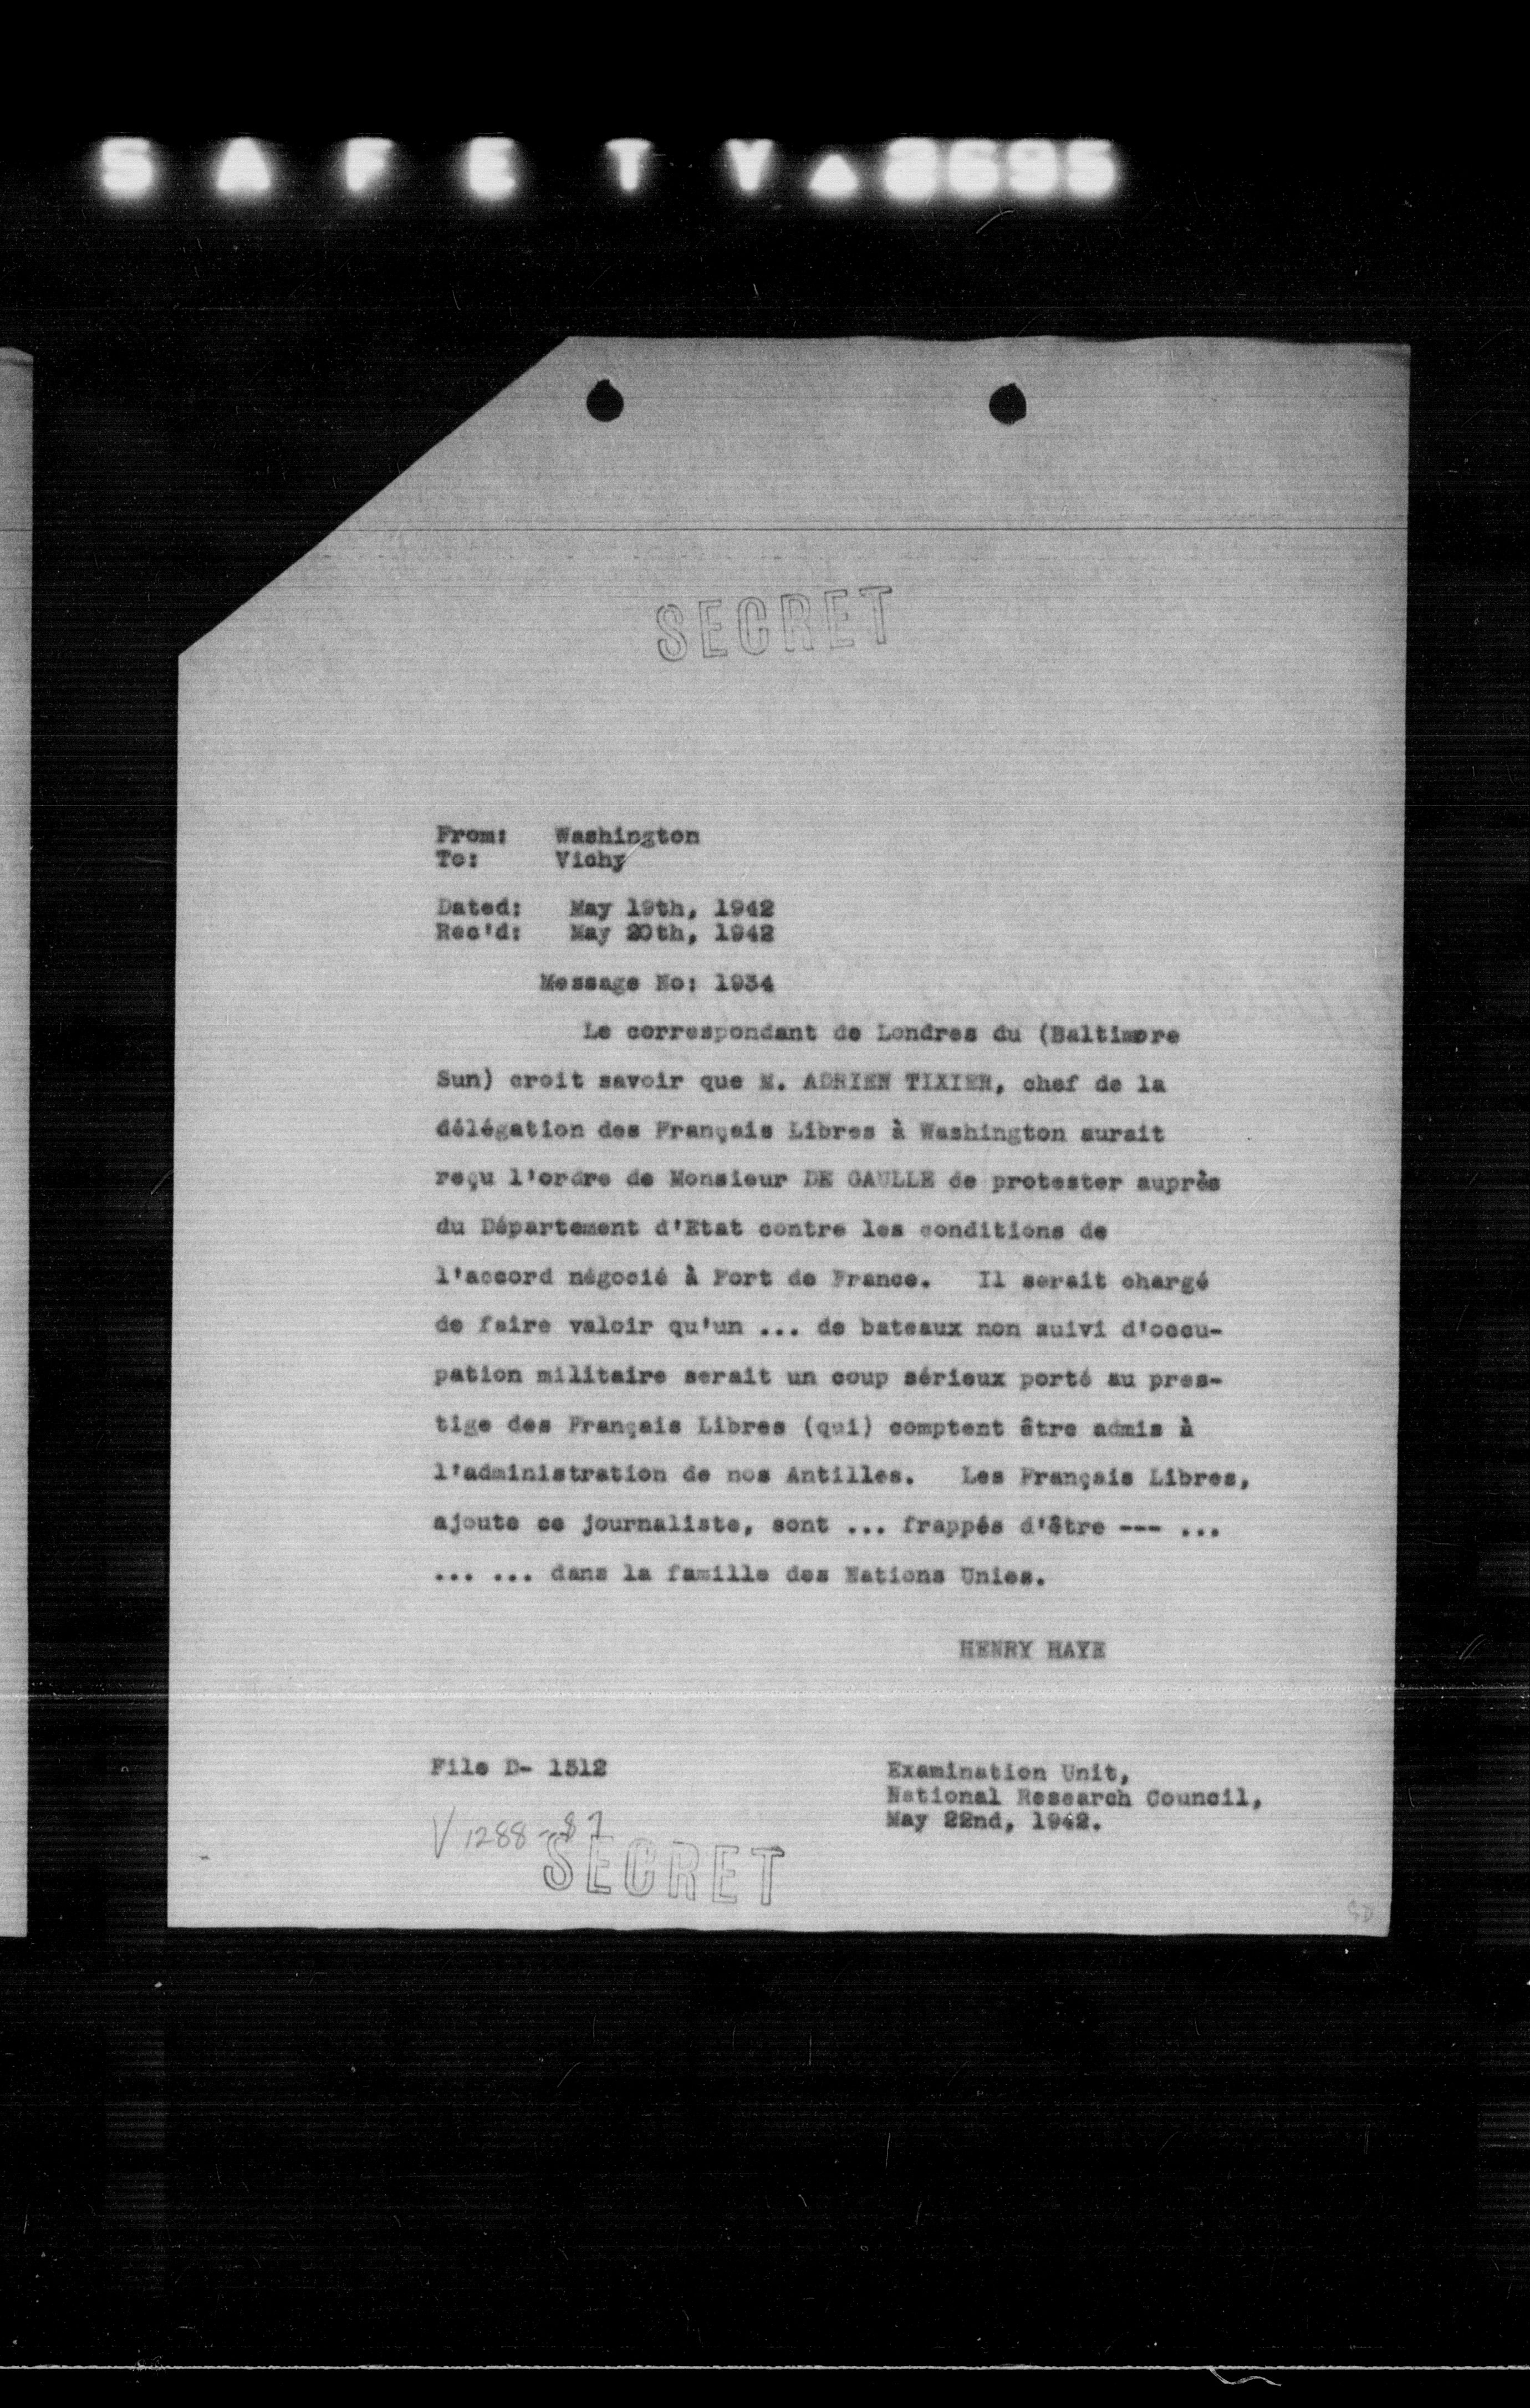 SAFETY▲2695
SECRET
From: Washington
To: Vichy
Dated: May 19th, 1942
Rec'd: May 20th, 1942
Message No: 1934
Le correspondant de Londres du (Baltimore
Sun) croit savoir que M. ADRIEN TIXIER, chef de la
délégation des Français Libres à Washington aurait
reçu l'ordre de Monsieur DE GAULLE de protester auprès
du Département d'Etat contre les conditions de
l'accord négocié à Fort de France. Il serait chargé
de faire valoir qu'un ... de bateaux non suivi d'occu-
pation militaire serait un coup sérieux porté au pres-
tige des Français Libres (qui) comptent être admis à
l'administration de nos Antilles. Les Français Libres,
ajoute ce journaliste, sont ... frappés d'être --- ...
... ... dans la famille des Nations Unies.
HENRY HAYE
File D- 1512
Examination Unit,
National Research Council,
May 22nd, 1942.
V 1288
SECRET